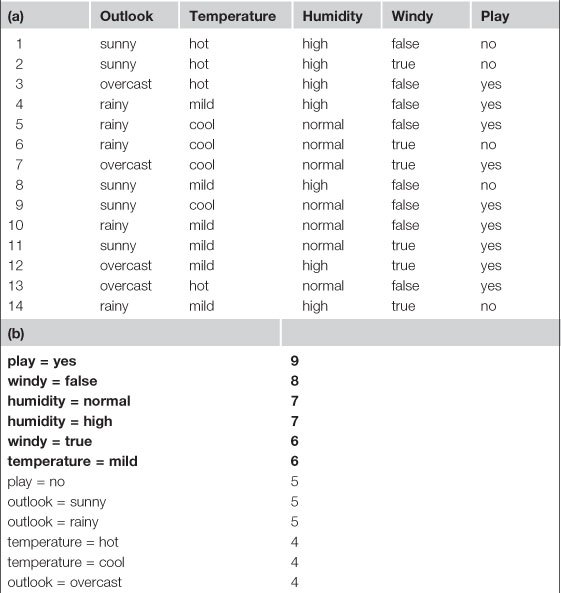 (a) Outlook Temperature Humidity Windy Play
1 sunny hot high false no
2 sunny hot high true no
3 overcast hot high false yes
4 rainy mild high false yes
5 rainy cool normal false yes
6 rainy cool normal true no
7 overcast cool normal true yes
8 sunny mild high false no
9 sunny cool normal false yes
10 rainy mild normal false yes
11 sunny mild normal true yes
12 overcast mild high true yes
13 overcast hot normal false yes
14 rainy mild high true no
(b)
play = yes 9
windy = false 8
humidity = normal 7
humidity = high 7
windy = true 6
temperature = mild 6
play = no 5
outlook = sunny 5
outlook = rainy 5
temperature = hot 4
temperature = cool 4
outlook = overcast 4